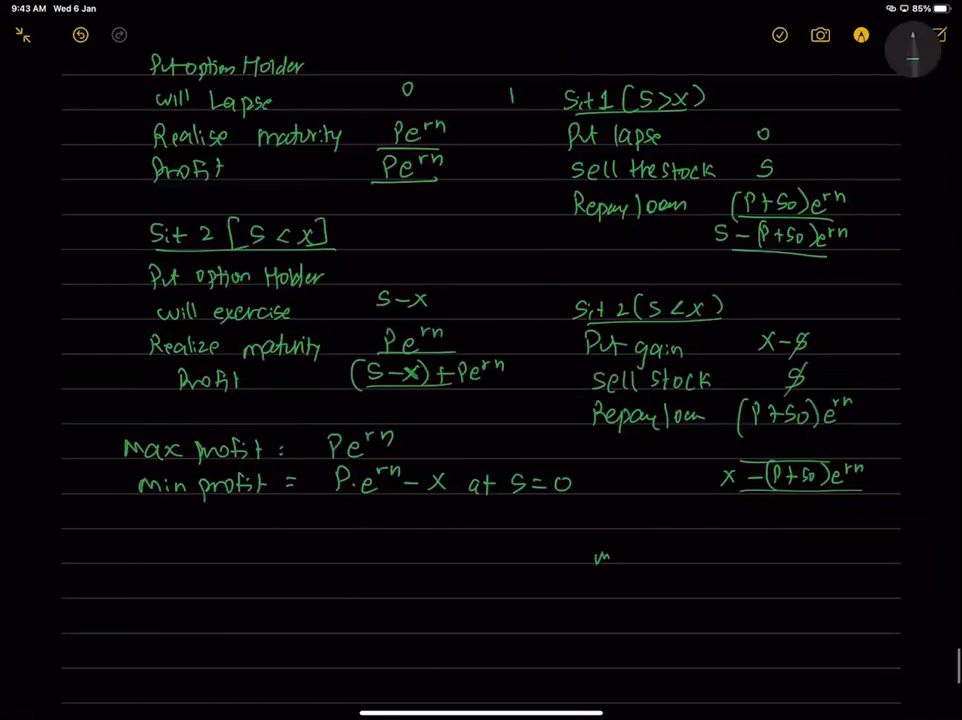 9:43 AM Wed 6 Jan
85%
Put option Holder
will Lapse 0
Realise maturity Pe^rn
Profit Pe^rn
Sit 2 [S < x]
Put option Holder
will exercise S-x
Realize maturity Pe^rn
Profit (S-x)+Pe^rn
Max profit : Pe^rn
min profit = P.e^rn - x at S=0
1
Sit 1 (S>x)
Put lapse 0
sell the stock S
Repay loan (P+S0)e^rn
S-(P+S0)e^rn
Sit 2 (S<x)
Put gain x-S
sell stock S
Repay loan (P+S0)e^rn
x-(P+S0)e^rn
m